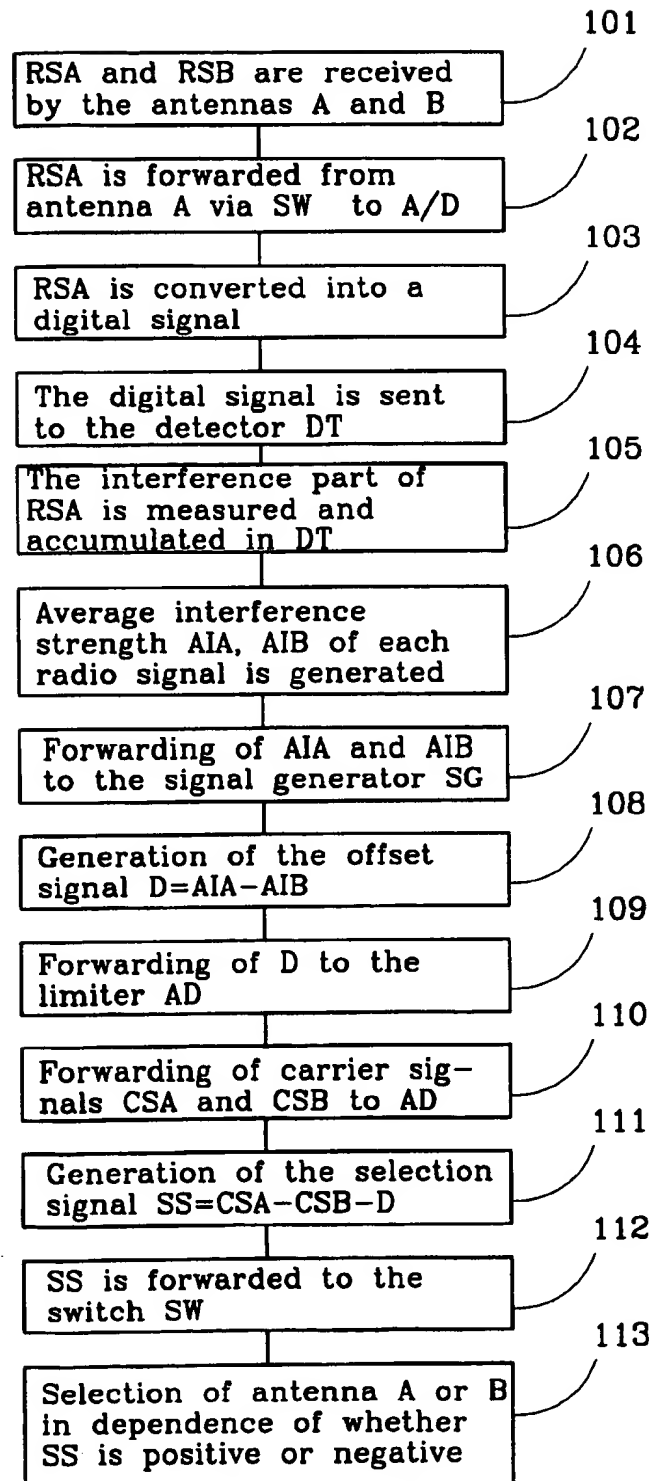 101
RSA and RSB are received
by the antennas A and B
102
RSA is forwarded from
antenna A via SW to A/D
103
RSA is converted into a
digital signal
104
The digital signal is sent
to the detector DT
105
The interference part of
RSA is measured and
accumulated in DT
106
Average interference
strength AIA, AIB of each
radio signal is generated
107
Forwarding of AIA and AIB
to the signal generator SG
108
Generation of the offset
signal D=AIA-AIB
109
Forwarding of D to the
limiter AD
110
Forwarding of carrier sig-
nals CSA and CSB to AD
111
Generation of the selection
signal SS=CSA-CSB-D
112
SS is forwarded to the
switch SW
113
Selection of antenna A or B
in dependence of whether
SS is positive or negative